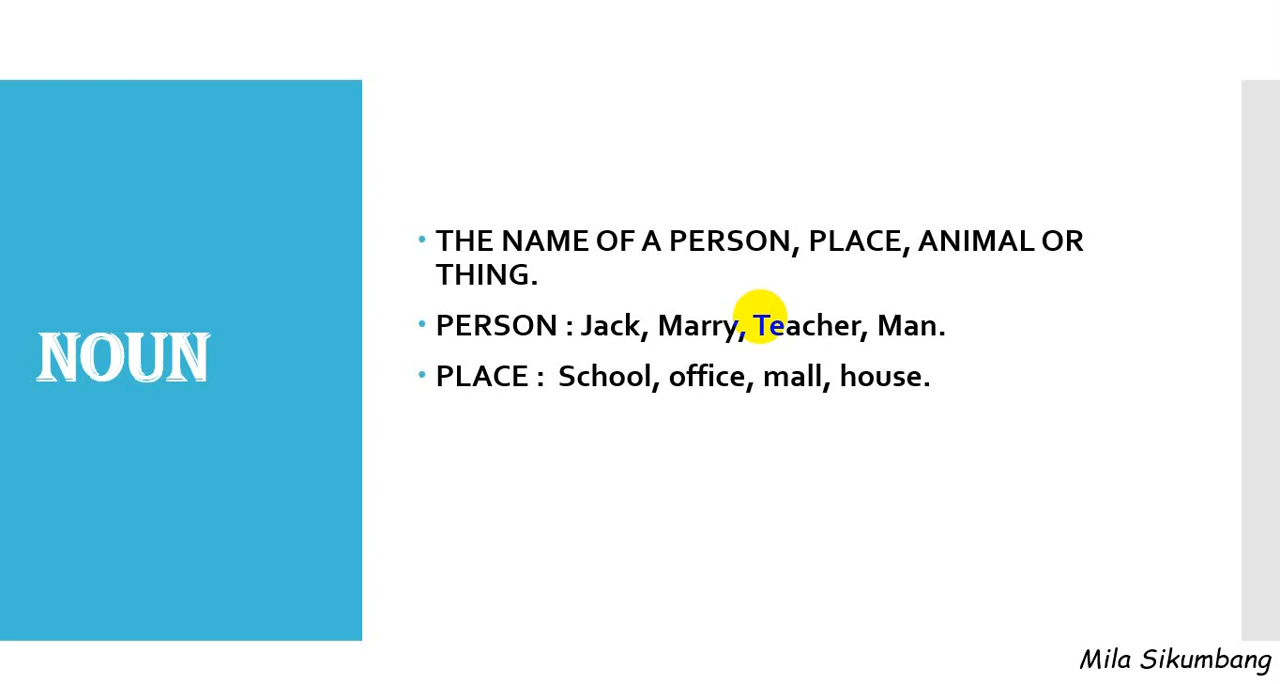 NOUN
• THE NAME OF A PERSON, PLACE, ANIMAL OR
THING.
• PERSON : Jack, Marry, Teacher, Man.
• PLACE : School, office, mall, house.
Mila Sikumbang